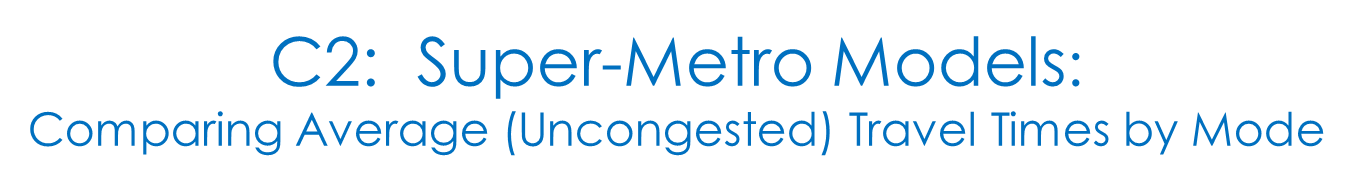 C2:  Super-Metro Models:
Comparing Average (Uncongested) Travel Times by Mode